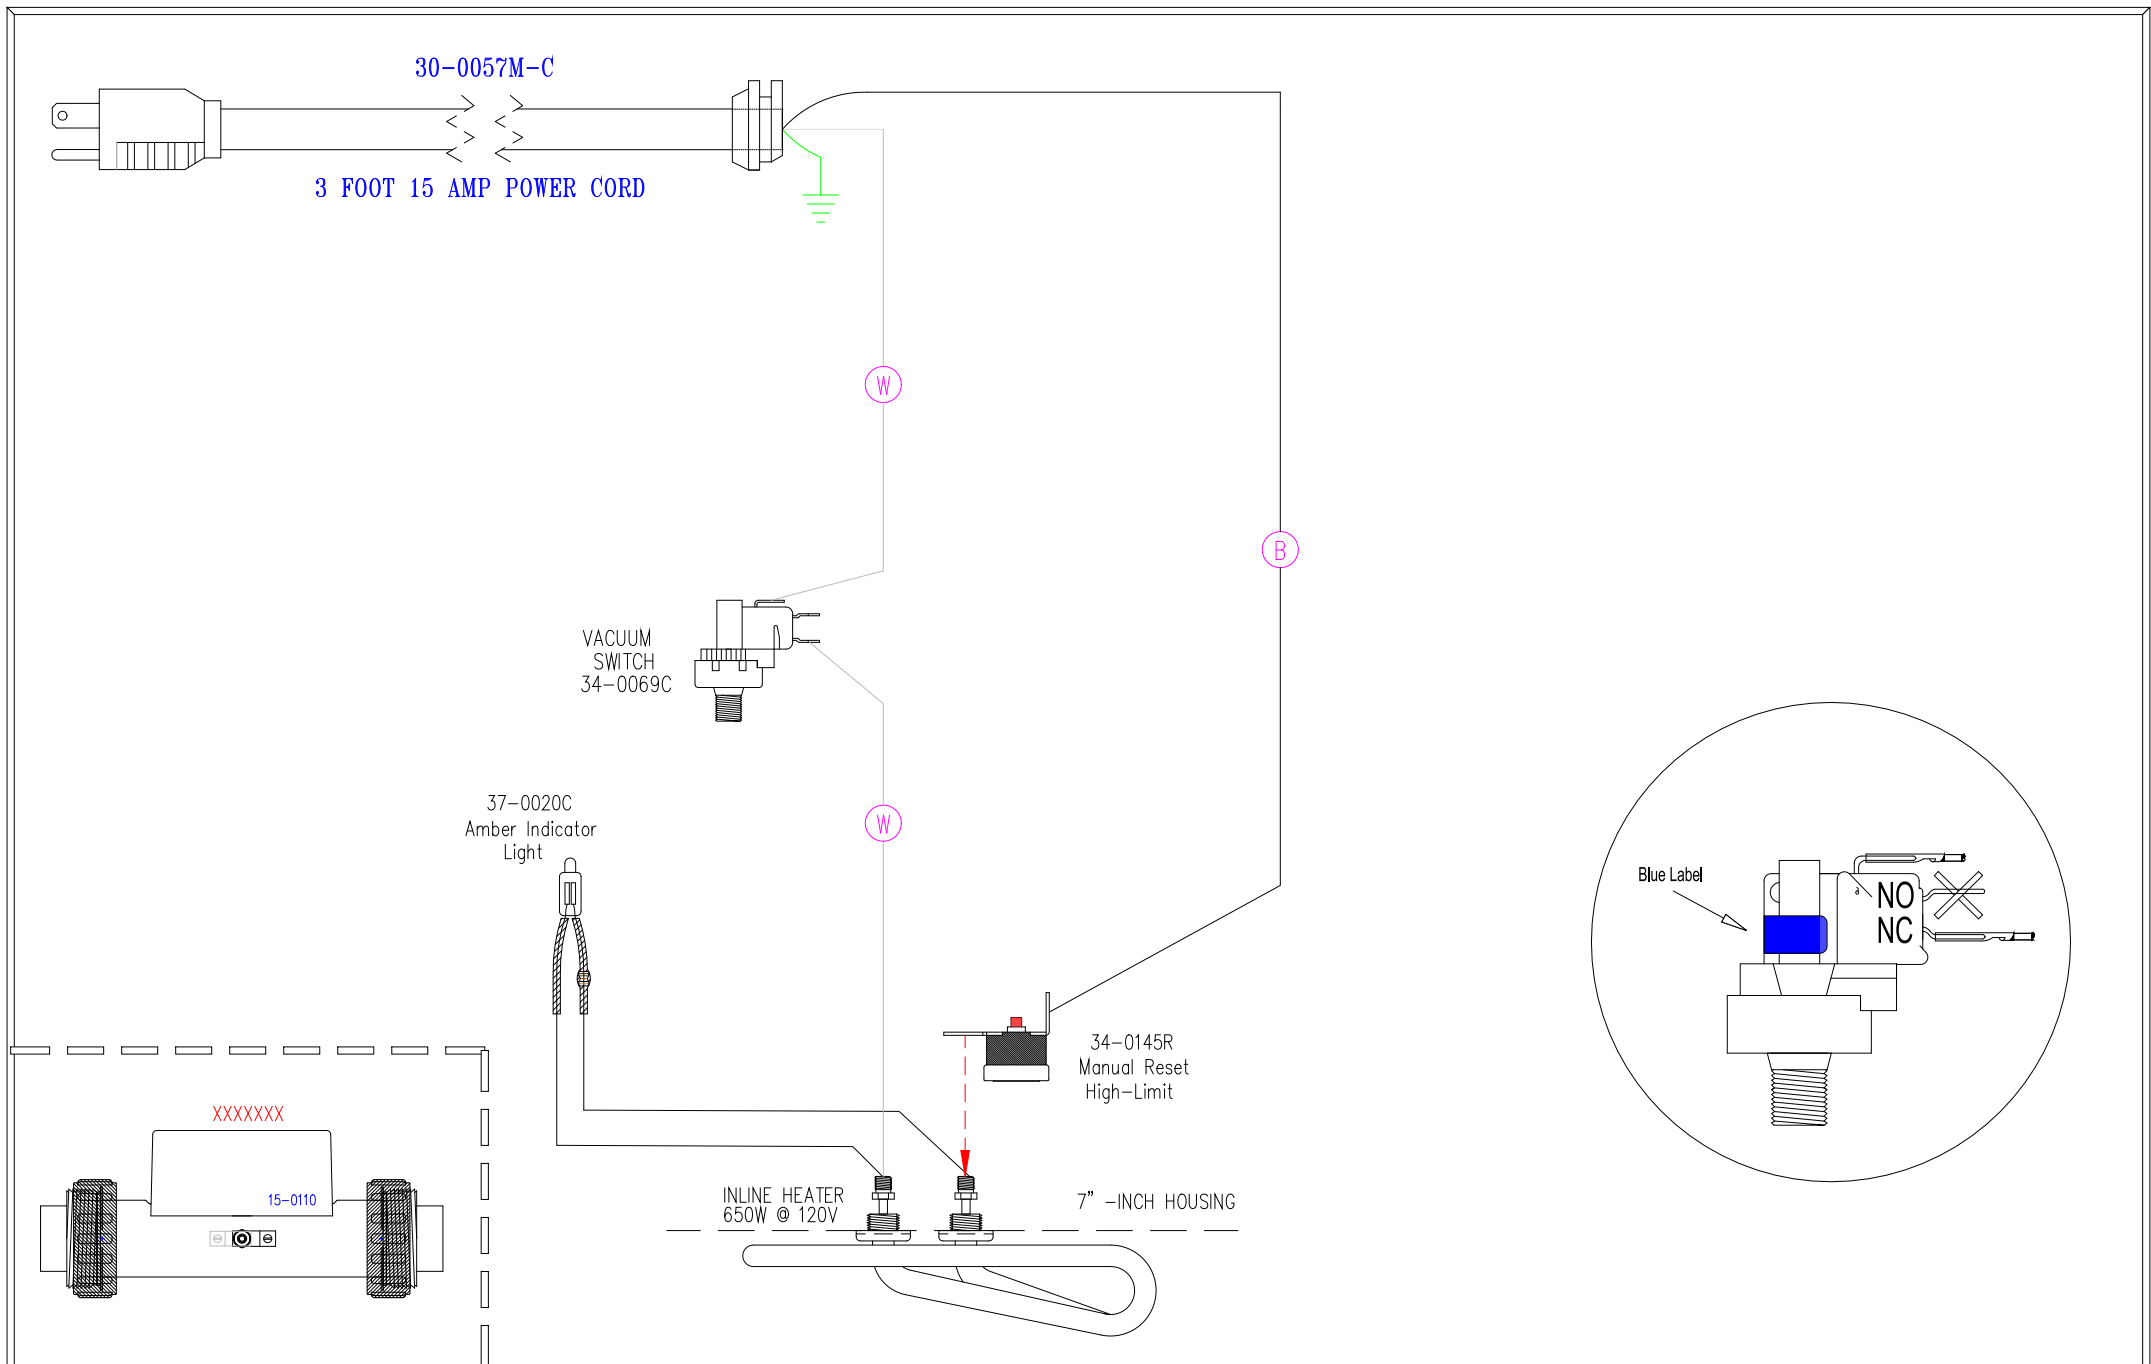 30-0057M-C
3 FOOT 15 AMP POWER CORD
W
B
VACUUM
SWITCH
34-0069C
37-0020C
Amber Indicator
Light
W
Blue Label
NO
NC
34-0145R
Manual Reset
High-Limit
XXXXXXX
15-0110
INLINE HEATER
650W @ 120V
7" -INCH HOUSING